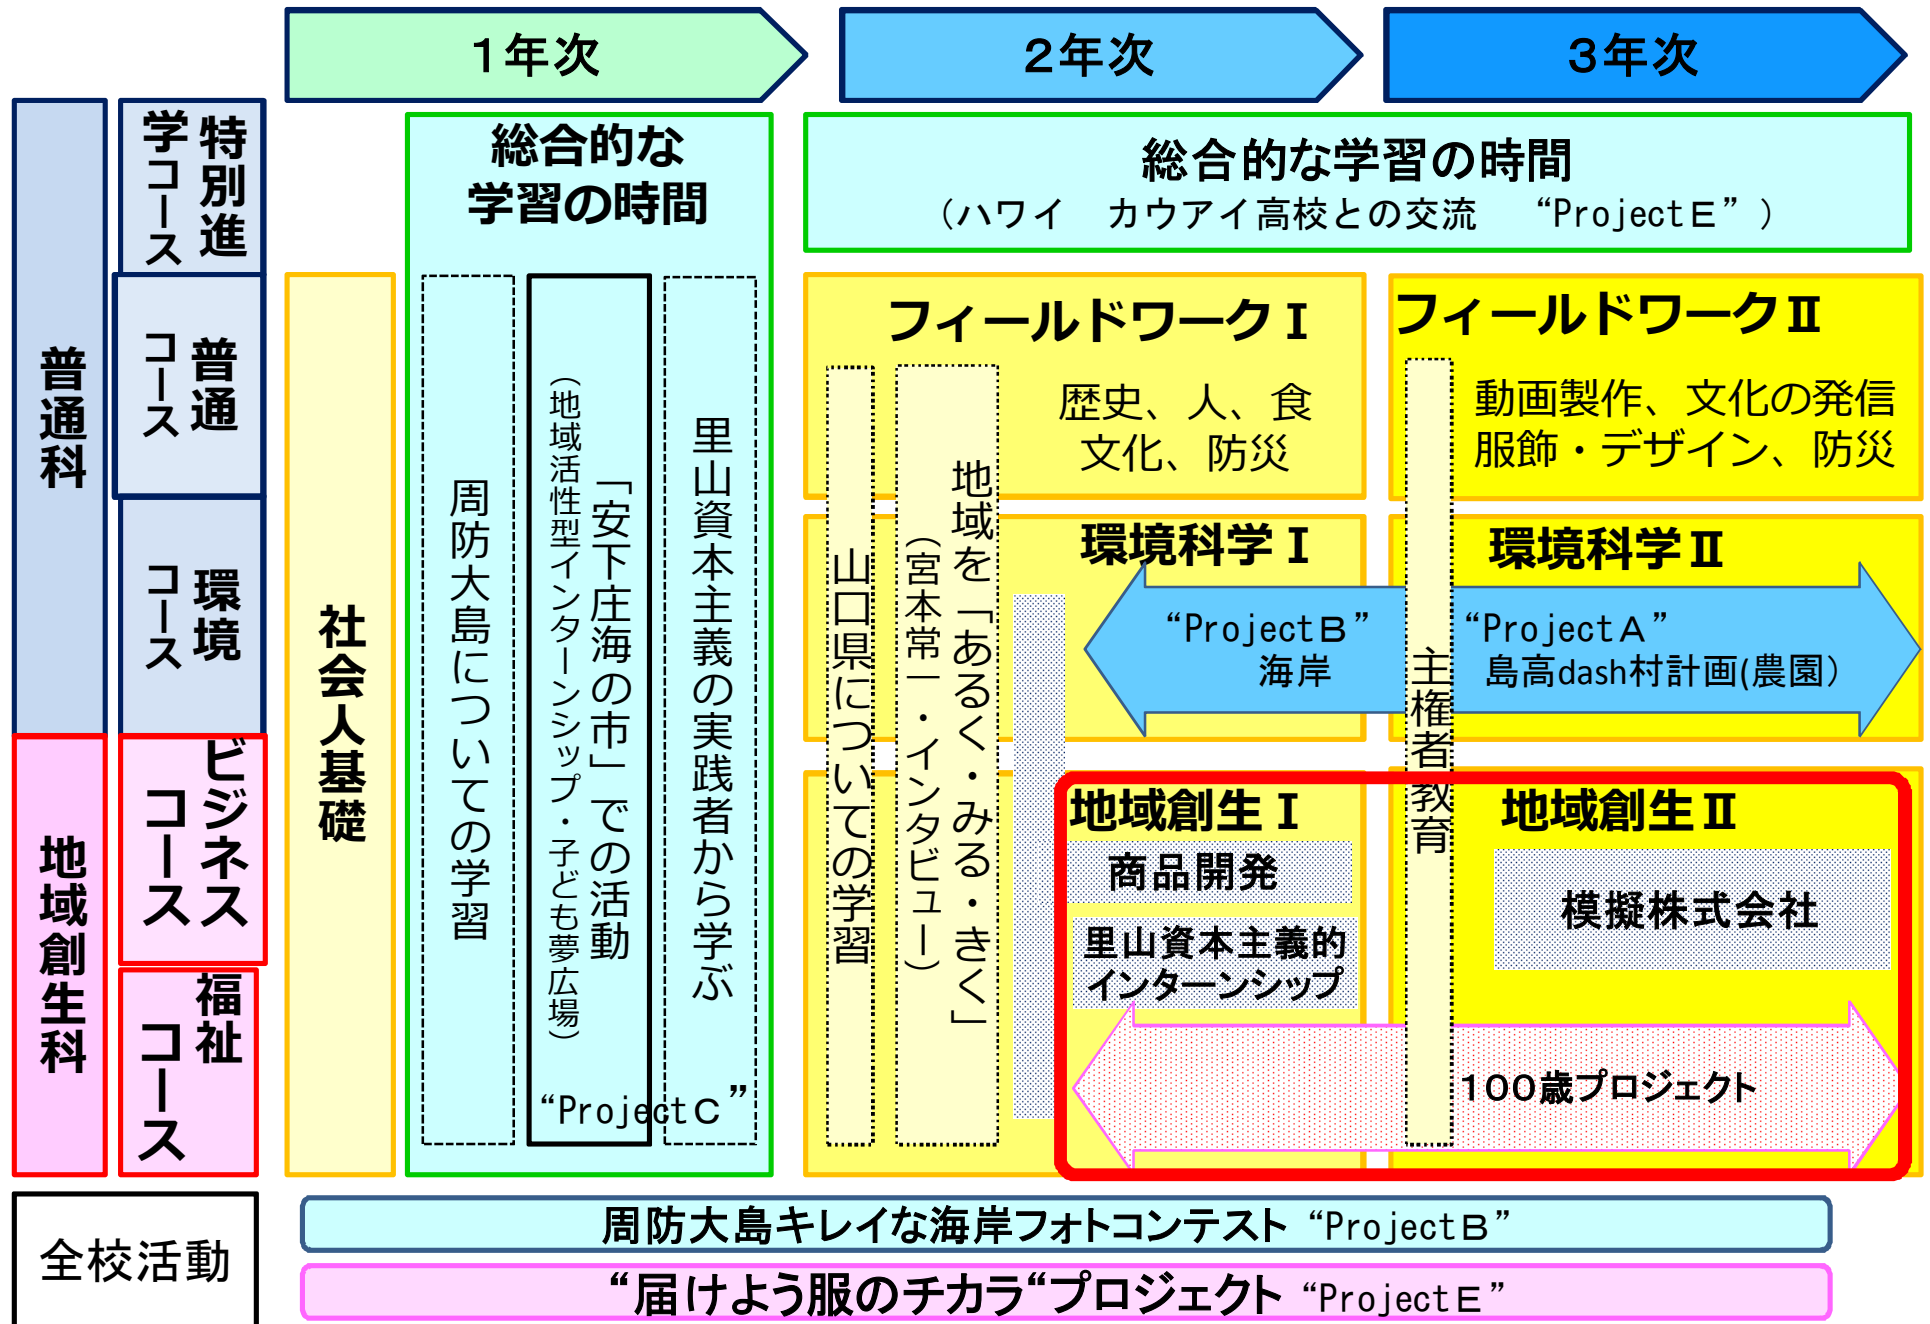 1年次
2年次
3年次
普通科
特別進
学コース
普通
コース
環境
コース
地域創生科
ビジネス
コース
福祉
コース
社会人基礎
総合的な
学習の時間
周防大島についての学習
「安下庄海の市」での活動
（地域活性型インターンシップ・子ども夢広場）
“ProjectC”
里山資本主義の実践者から学ぶ
総合的な学習の時間
（ハワイ　カウアイ高校との交流　“ProjectE”）
フィールドワークⅠ
歴史、人、食
文化、防災
フィールドワークⅡ
動画製作、文化の発信
服飾・デザイン、防災
山口県についての学習
地域を「あるく・みる・きく」
（宮本常一・インタビュー）
環境科学Ⅰ
“ProjectB”
海岸
環境科学Ⅱ
“ProjectA”
島高dash村計画(農園）
主権者教育
地域創生Ⅰ
商品開発
里山資本主義的
インターンシップ
地域創生Ⅱ
模擬株式会社
100歳プロジェクト
全校活動
周防大島キレイな海岸フォトコンテスト “ProjectB”
“届けよう服のチカラ“プロジェクト “ProjectE”